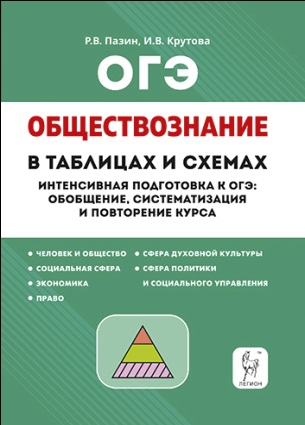 Р.В. Пазин, И.В. Крутова
ОГЭ
ОБЩЕСТВОЗНАНИЕ
В ТАБЛИЦАХ И СХЕМАХ
ИНТЕНСИВНАЯ ПОДГОТОВКА К ОГЭ:
ОБОБЩЕНИЕ, СИСТЕМАТИЗАЦИЯ
И ПОВТОРЕНИЕ КУРСА
• ЧЕЛОВЕК И ОБЩЕСТВО
• СОЦИАЛЬНАЯ СФЕРА
• ЭКОНОМИКА
• ПРАВО
• СФЕРА ДУХОВНОЙ КУЛЬТУРЫ
• СФЕРА ПОЛИТИКИ
И СОЦИАЛЬНОГО УПРАВЛЕНИЯ
ЛЕГИОН